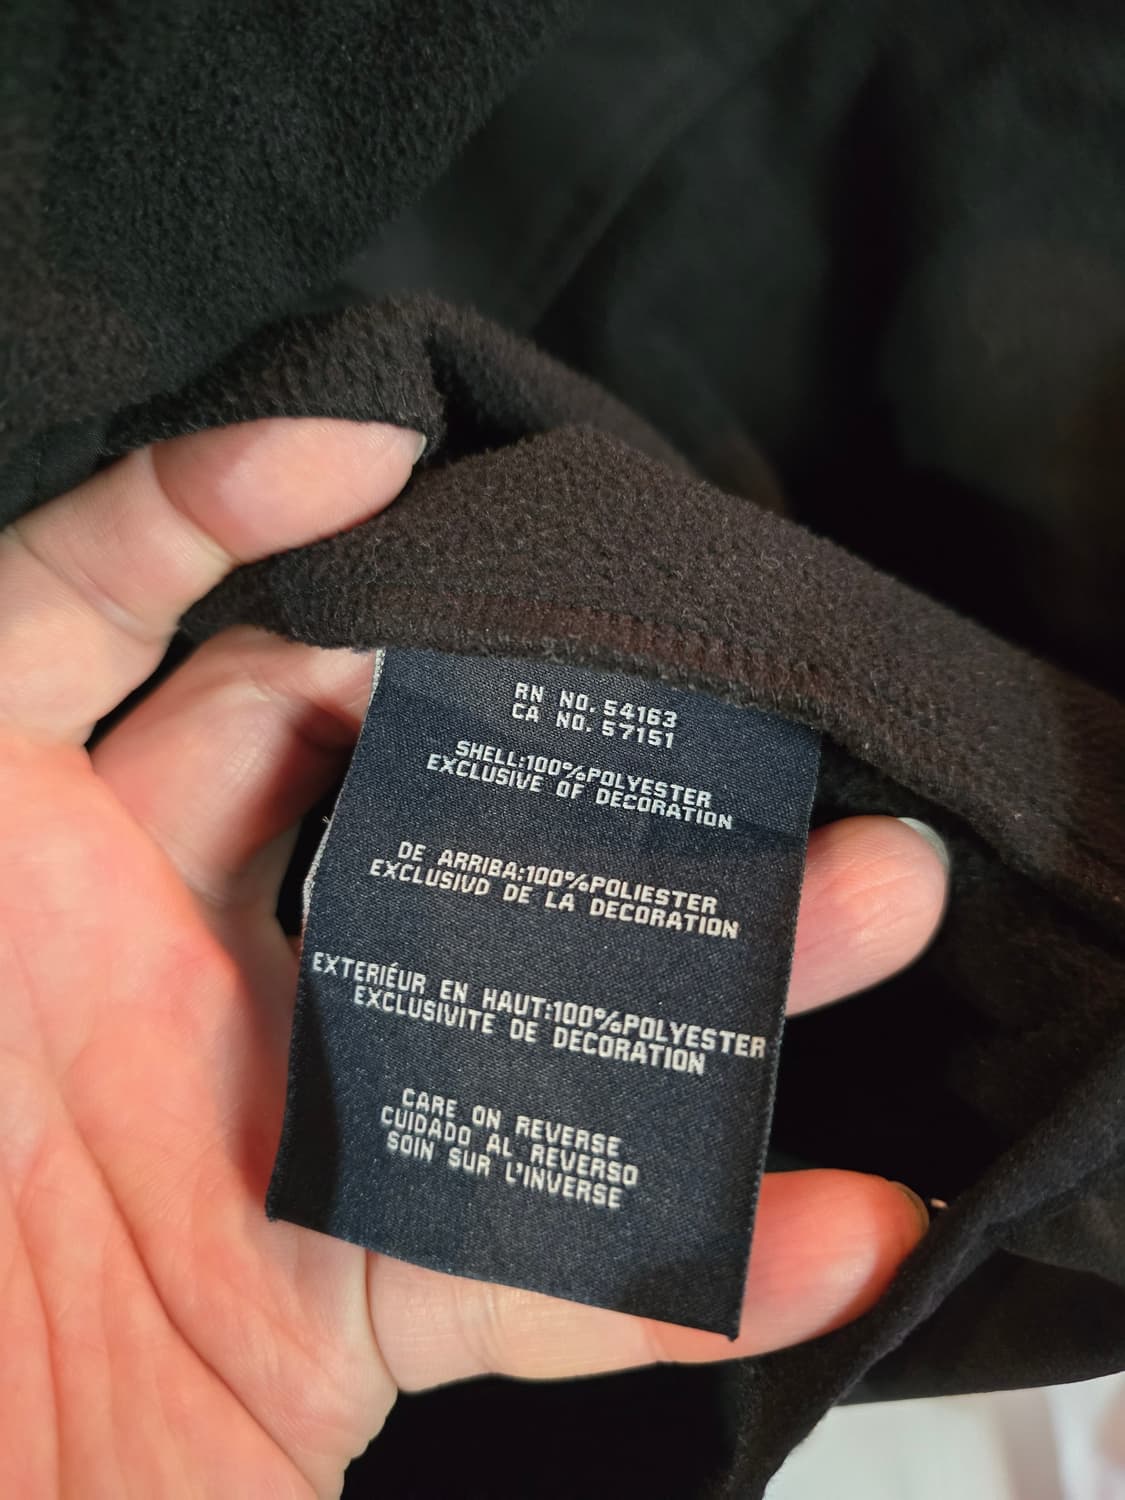 RN NO. 54163
CA NO. 57151
SHELL:100%POLYESTER
EXCLUSIVE OF DECORATION
DE ARRIBA:100%POLIESTER
EXCLUSIVD DE LA DECORATION
EXTERIÉUR EN HAUT:100%POLYESTER
EXCLUSIVITE DE DECORATION
CARE ON REVERSE
CUIDADO AL REVERSO
SOIN SUR L'INVERSE